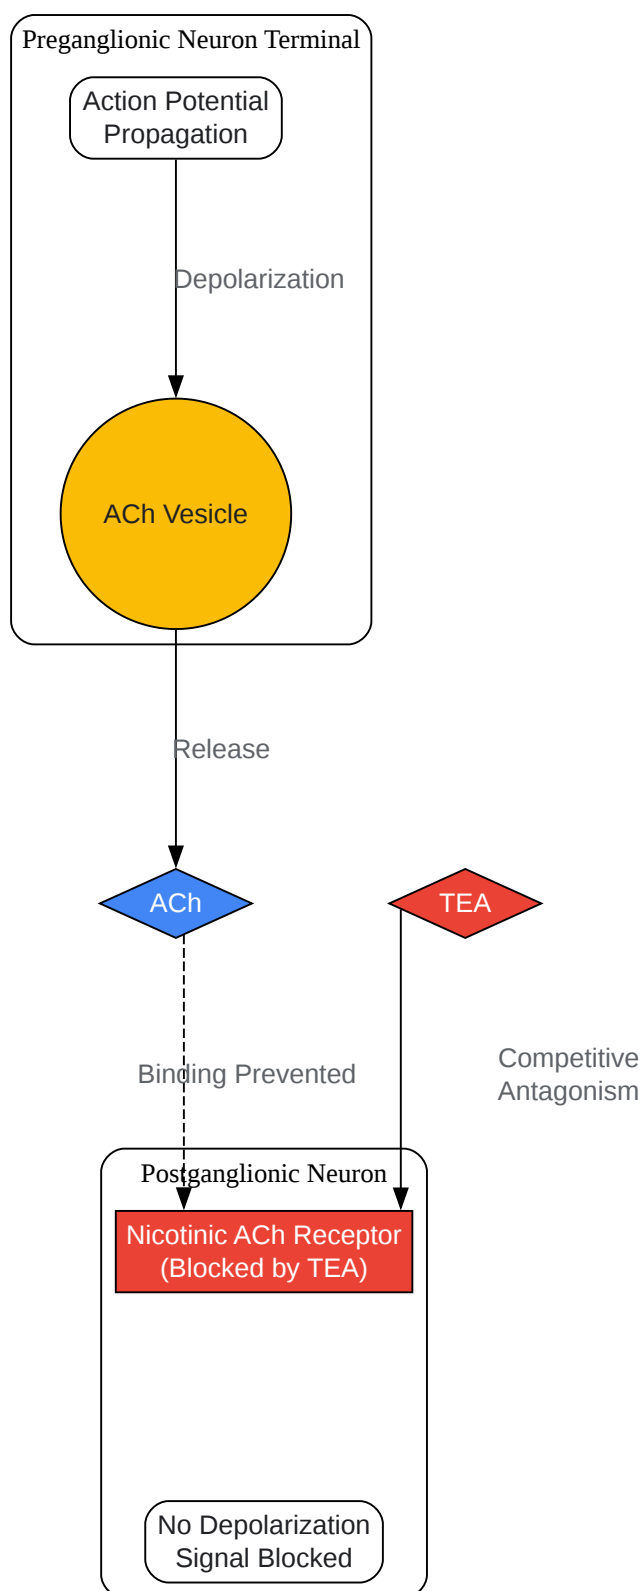 Preganglionic Neuron Terminal
Action Potential
Propagation
Depolarization
ACh Vesicle
Release
ACh
TEA
Binding Prevented
Competitive
Antagonism
Postganglionic Neuron
Nicotinic ACh Receptor
(Blocked by TEA)
No Depolarization
Signal Blocked